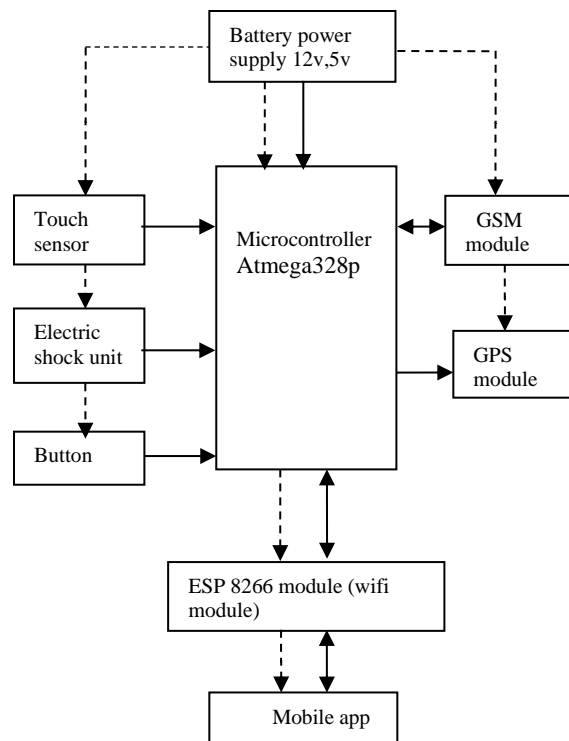 Battery power
supply 12v,5v
Touch
sensor
Microcontroller
Atmega328p
GSM
module
Electric
shock unit
GPS
module
Button
ESP 8266 module (wifi
module)
Mobile app